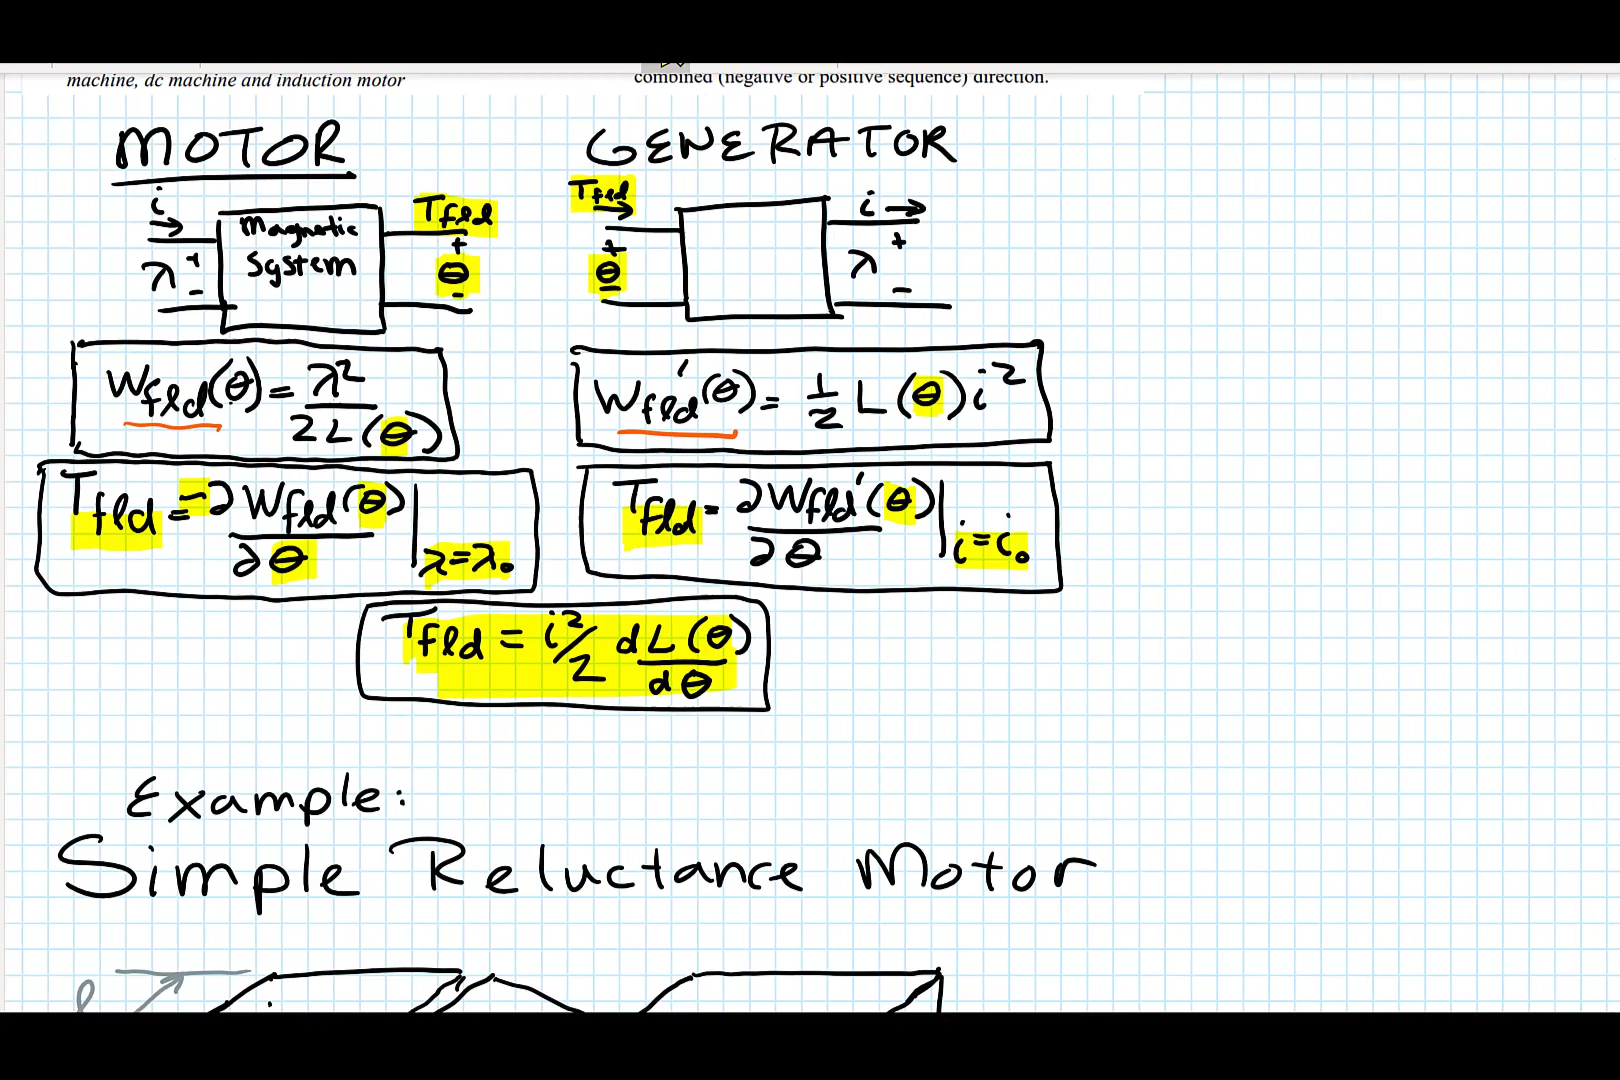 machine, dc machine and induction motor
combined (negative or positive sequence) direction.
MOTOR
GENERATOR
i
Tfld
Magnetic
System
λ
+
-
+
θ
-
Tfld
+
θ
-
i
+
λ
-
Wfld(θ) = λ²/2L(θ)
Wfld'(θ) = 1/2 L(θ)i²
Tfld = -∂Wfld(θ)/∂θ | λ=λ₀
Tfld = ∂Wfld'(θ)/∂θ | i=i₀
Tfld = i²/2 dL(θ)/dθ
Example:
Simple Reluctance Motor
l